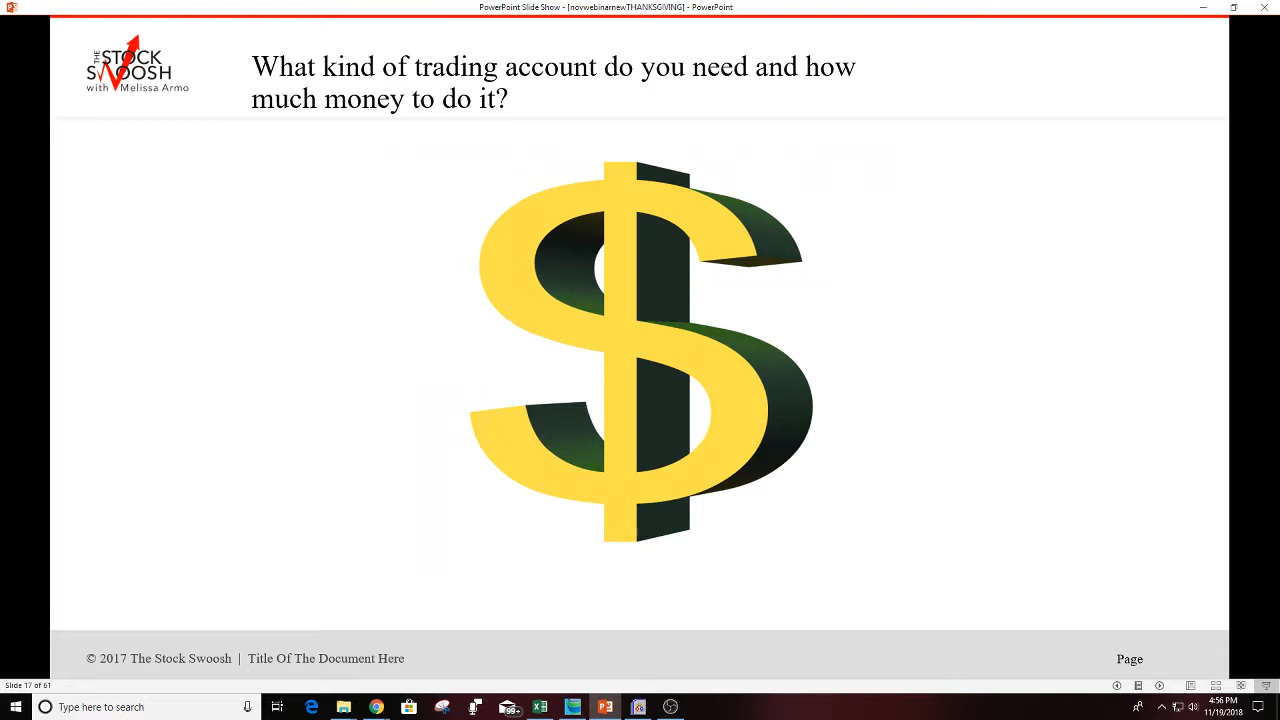 PowerPoint Slide Show - [novwebinarnewTHANKSGIVING] - PowerPoint
THE STOCK
SWOOSH
with Melissa Armo
What kind of trading account do you need and how
much money to do it?
© 2017 The Stock Swoosh | Title Of The Document Here
Page
Slide 17 of 61
Type here to search
99+
4:56 PM
11/19/2018